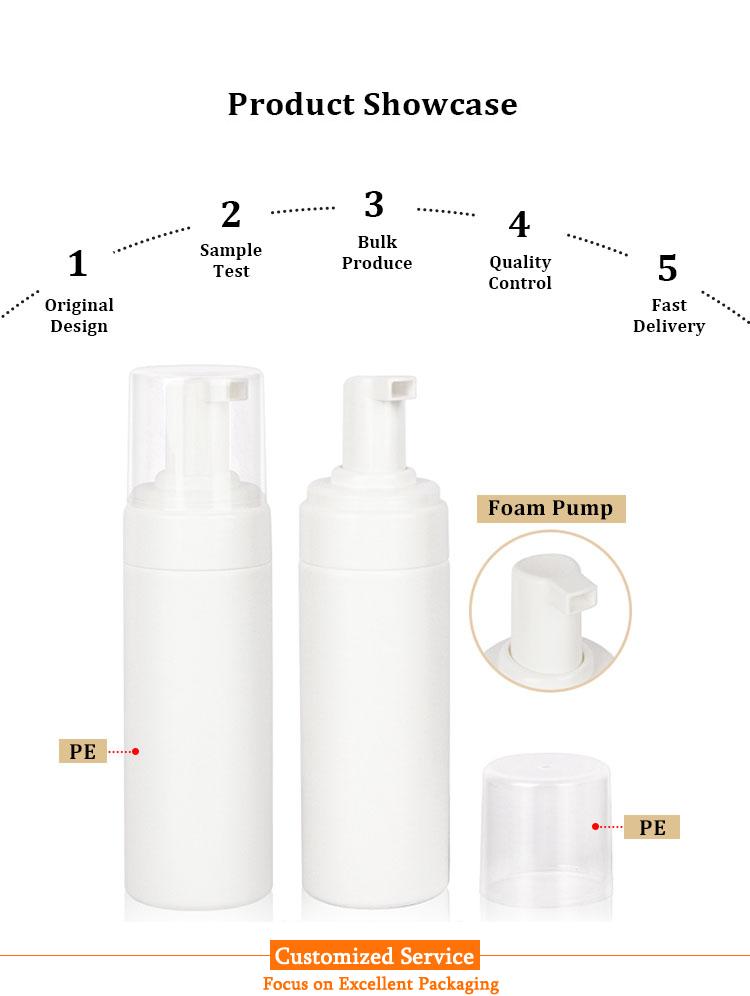 Product Showcase
1
Original
Design
2
Sample
Test
3
Bulk
Produce
4
Quality
Control
5
Fast
Delivery
Foam Pump
PE
PE
Customized Service
Focus on Excellent Packaging